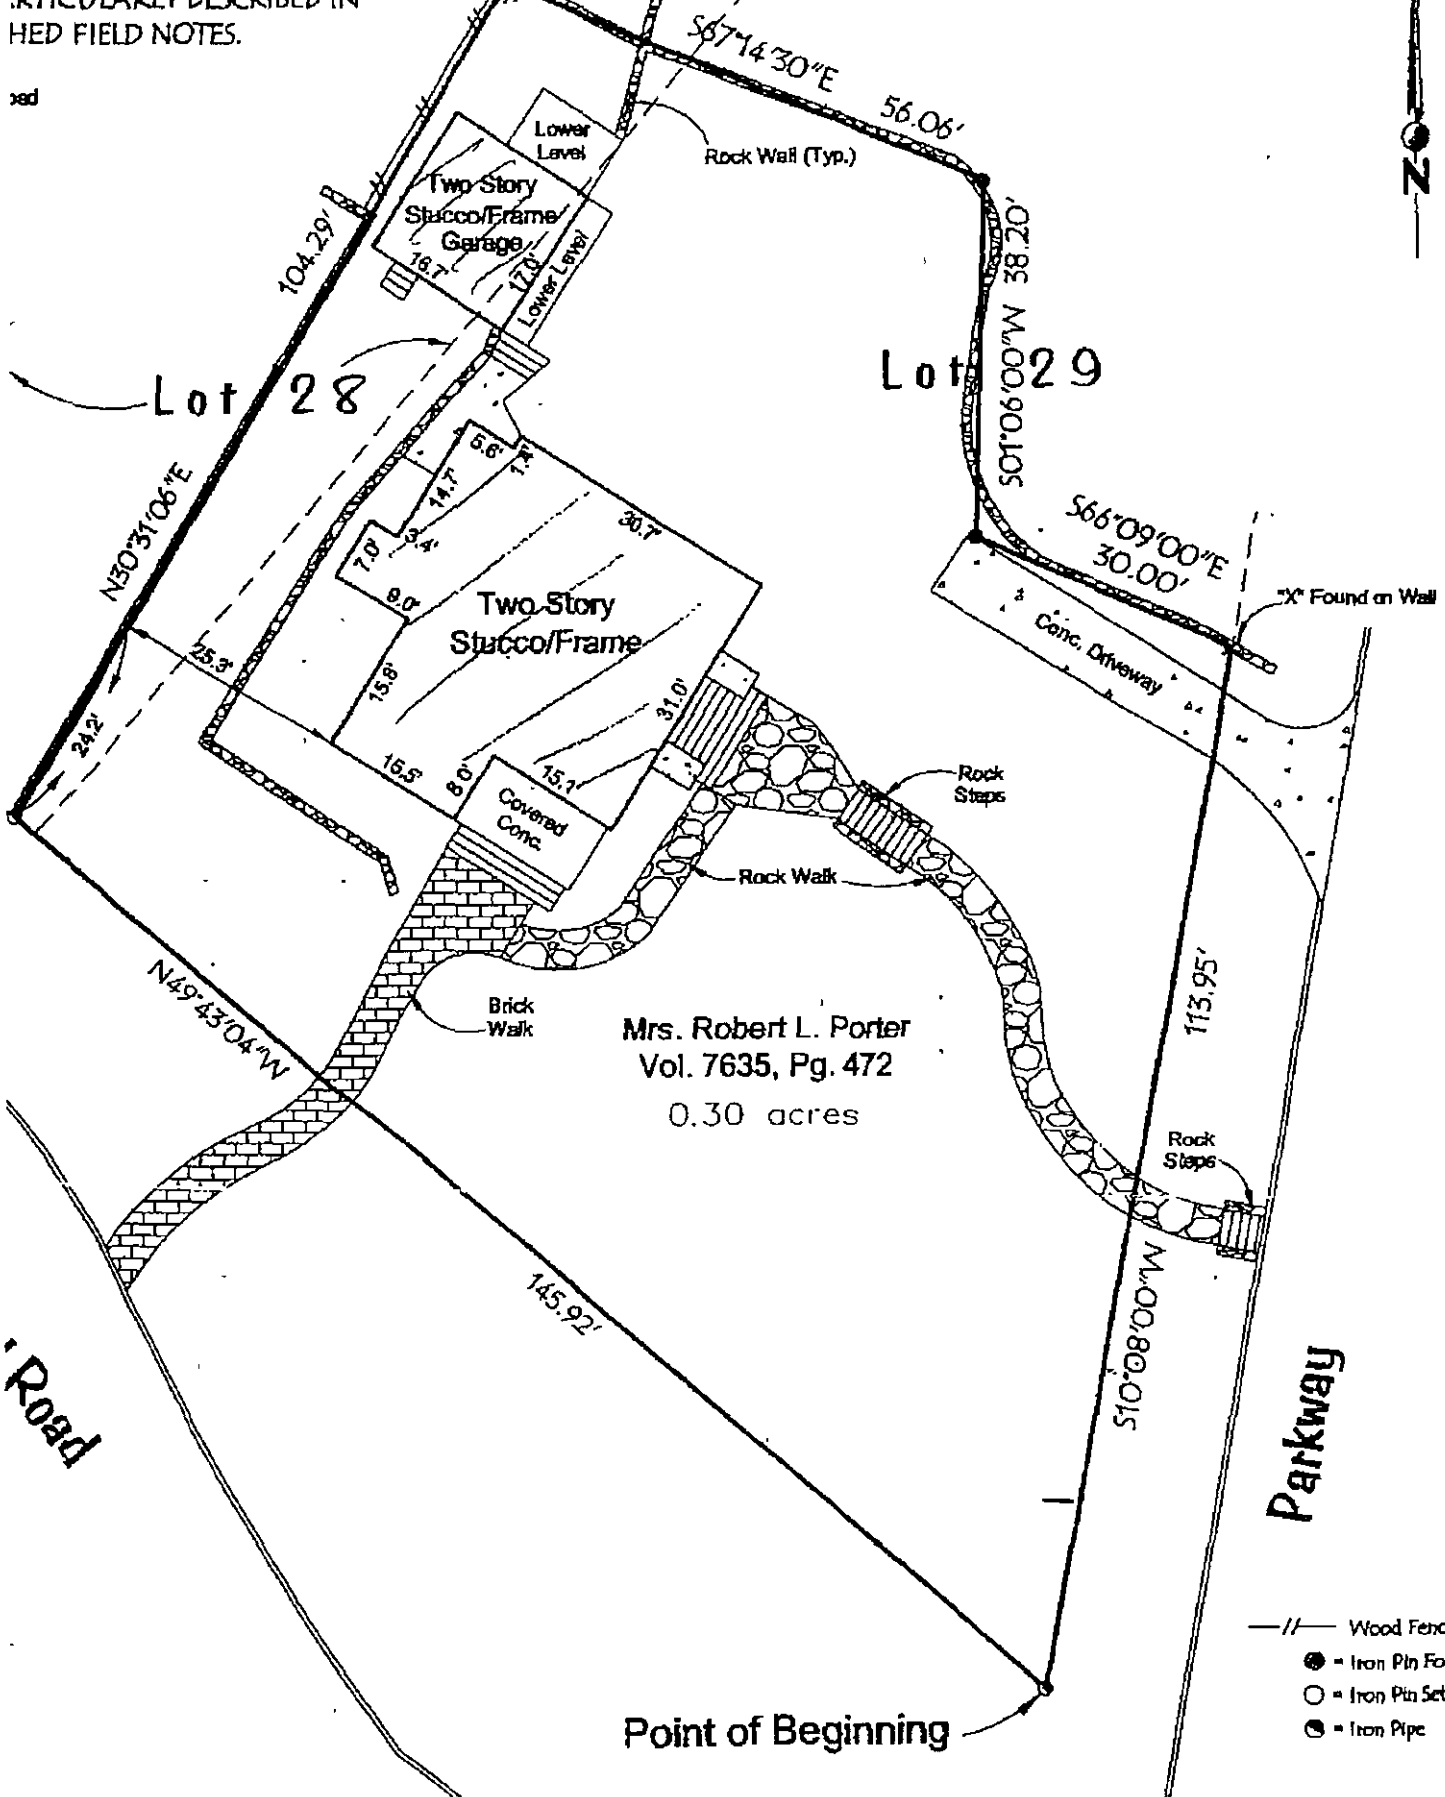 HED FIELD NOTES.
S67°14'30"E
56.06'
Lower
Level
Rock Wall (Typ.)
Two Story
Stucco/Frame
Garage
16.7'
17.0'
Lower Level
104.29'
N
S01°06'00"W 38.20'
Lot 28
Lot 29
5.6'
1.4'
14.7'
3.4'
7.0'
9.0'
30.7'
N30°31'06"E
S66°09'00"E
30.00'
"X" Found on Wall
Two Story
Stucco/Frame
Conc. Driveway
25.3'
15.8'
31.0'
24.2'
8.0'
15.1'
Covered
Conc.
Rock
Steps
Rock Walk
N49°43'04"W
Brick
Walk
113.95'
Mrs. Robert L. Porter
Vol. 7635, Pg. 472
0.30 acres
Rock
Steps
145.92'
S10°08'00"W
Road
Parkway
Wood Fenc
= Iron Pin Fo
= Iron Pin Set
= Iron Pipe
Point of Beginning